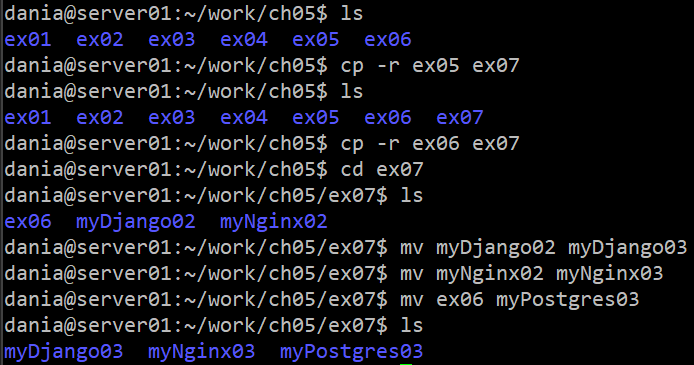 dania@server01:~/work/ch05$ ls
ex01  ex02  ex03  ex04  ex05  ex06
dania@server01:~/work/ch05$ cp -r ex05 ex07
dania@server01:~/work/ch05$ ls
ex01  ex02  ex03  ex04  ex05  ex06  ex07
dania@server01:~/work/ch05$ cp -r ex06 ex07
dania@server01:~/work/ch05$ cd ex07
dania@server01:~/work/ch05/ex07$ ls
ex06  myDjango02  myNginx02
dania@server01:~/work/ch05/ex07$ mv myDjango02 myDjango03
dania@server01:~/work/ch05/ex07$ mv myNginx02 myNginx03
dania@server01:~/work/ch05/ex07$ mv ex06 myPostgres03
dania@server01:~/work/ch05/ex07$ ls
myDjango03  myNginx03  myPostgres03